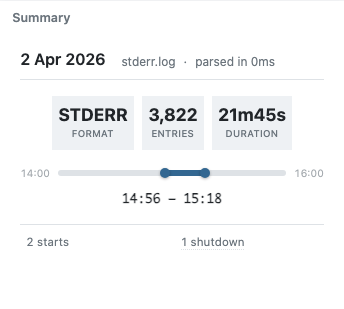 Summary
2 Apr 2026 stderr.log · parsed in 0ms
STDERR 3,822 21m45s
FORMAT ENTRIES DURATION
14:00 16:00
14:56 – 15:18
2 starts 1 shutdown